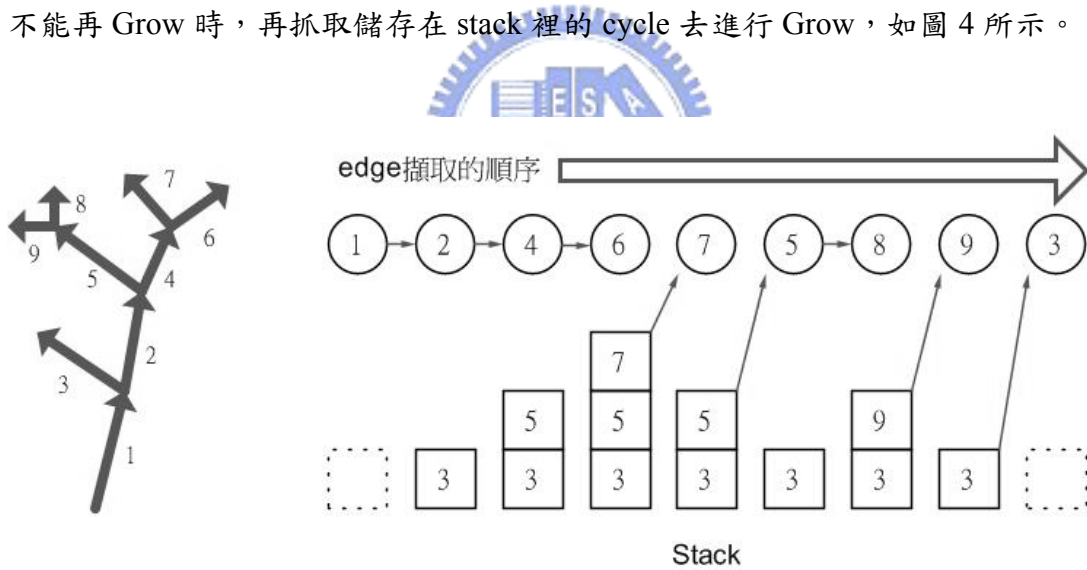 不能再 Grow 時，再抓取儲存在 stack 裡的 cycle 去進行 Grow，如圖 4 所示。
ESA
edge擷取的順序
1 2 4 6 7 5 8 9 3
7 8 9 5 4 6 2 3 1
7
5 5 5 9
3 3 3 3 3 3 3
Stack